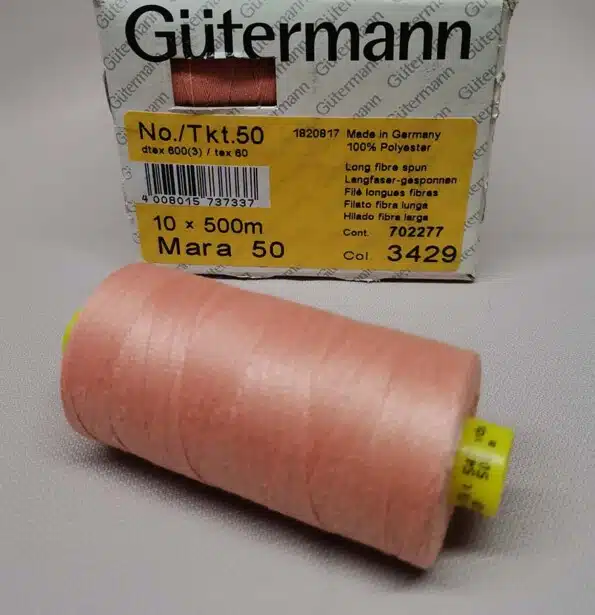 Gütermann
No./Tkt.50
dtex 600(3) / tex 60
4 008015 737337
10 × 500m
Mara 50
1820817 Made in Germany
100% Polyester
Long fibre spun
Langfaser-gesponnen
Filé longues fibres
Filato fibra lunga
Hilado fibra larga
Cont. 702277
Col 3429